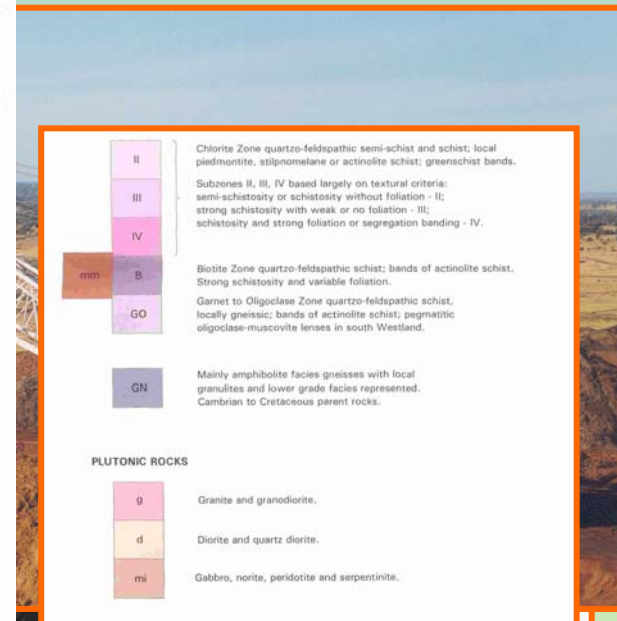 II
Chlorite Zone quartzo-feldspathic semi-schist and schist; local
piedmontite, stilpnomelane or actinolite schist; greenschist bands.
III
Subzones II, III, IV based largely on textural criteria:
semi-schistosity or schistosity without foliation - II;
strong schistosity with weak or no foliation - III;
schistosity and strong foliation or segregation banding - IV.
IV
mm
B
Biotite Zone quartzo-feldspathic schist; bands of actinolite schist.
Strong schistosity and variable foliation.
GO
Garnet to Oligoclase Zone quartzo-feldspathic schist,
locally gneissic; bands of actinolite schist; pegmatitic
oligoclase-muscovite lenses in south Westland.
GN
Mainly amphibolite facies gneisses with local
granulites and lower grade facies represented.
Cambrian to Cretaceous parent rocks.
PLUTONIC ROCKS
g
Granite and granodiorite.
d
Diorite and quartz diorite.
mi
Gabbro, norite, peridotite and serpentinite.